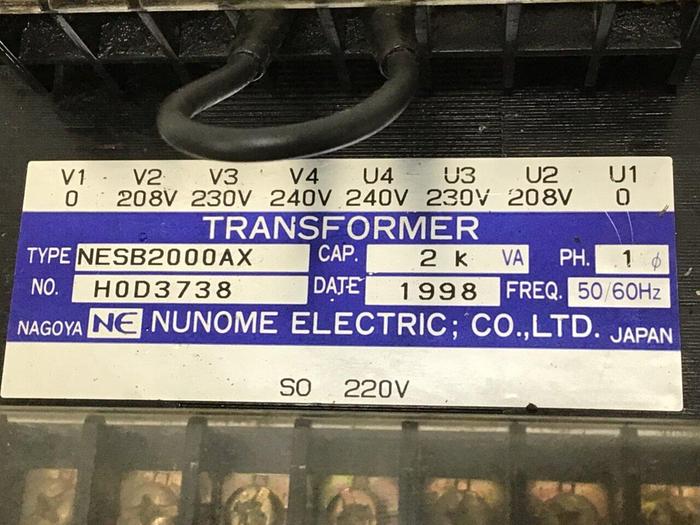 V1 V2 V3 V4 U4 U3 U2 U1
0 208V 230V 240V 240V 230V 208V 0
TRANSFORMER
TYPE NESB2000AX CAP. 2 K VA PH. 1 φ
NO. H0D3738 DATE 1998 FREQ. 50/60Hz
NAGOYA NE NUNOME ELECTRIC; CO.,LTD. JAPAN
SO 220V